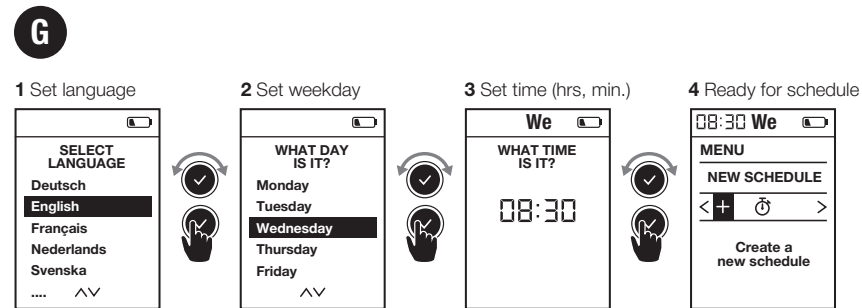 G
1 Set language
SELECT
LANGUAGE
Deutsch
English
Français
Nederlands
Svenska
....
2 Set weekday
WHAT DAY
IS IT?
Monday
Tuesday
Wednesday
Thursday
Friday
3 Set time (hrs, min.)
We
WHAT TIME
IS IT?
08:30
4 Ready for schedule
08:30 We
MENU
NEW SCHEDULE
< + >
Create a
new schedule